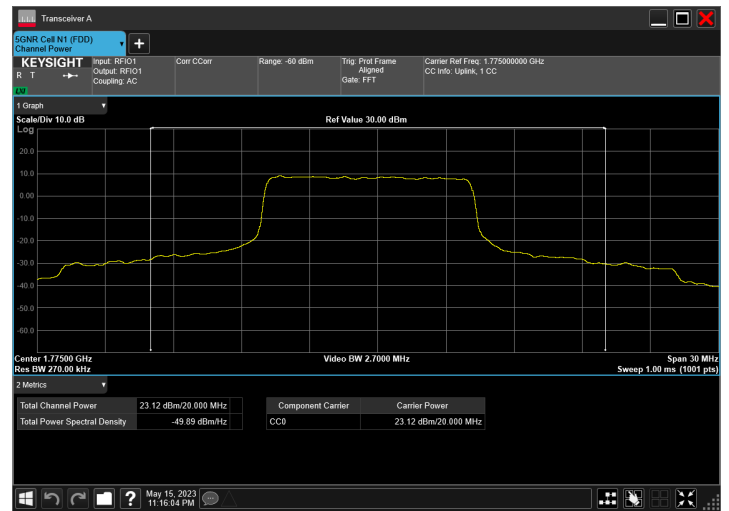 Transceiver A
5GNR Cell N1 (FDD)
Channel Power
+
KEYSIGHT
R T
LXI
Input: RFIO1
Output: RFIO1
Coupling: AC
Corr CCorr
Range: -60 dBm
Trig: Prot Frame
Aligned
Gate: FFT
Carrier Ref Freq: 1.775000000 GHz
CC Info: Uplink, 1 CC
1 Graph
Scale/Div 10.0 dB
Ref Value 30.00 dBm
Log
20.0
10.0
0.00
-10.0
-20.0
-30.0
-40.0
-50.0
-60.0
Center 1.77500 GHz
Video BW 2.7000 MHz
Span 30 MHz
Res BW 270.00 kHz
Sweep 1.00 ms (1001 pts)
2 Metrics
Total Channel Power 23.12 dBm/20.000 MHz
Total Power Spectral Density -49.89 dBm/Hz
Component Carrier Carrier Power
CC0 23.12 dBm/20.000 MHz
?
May 15, 2023
11:16:04 PM